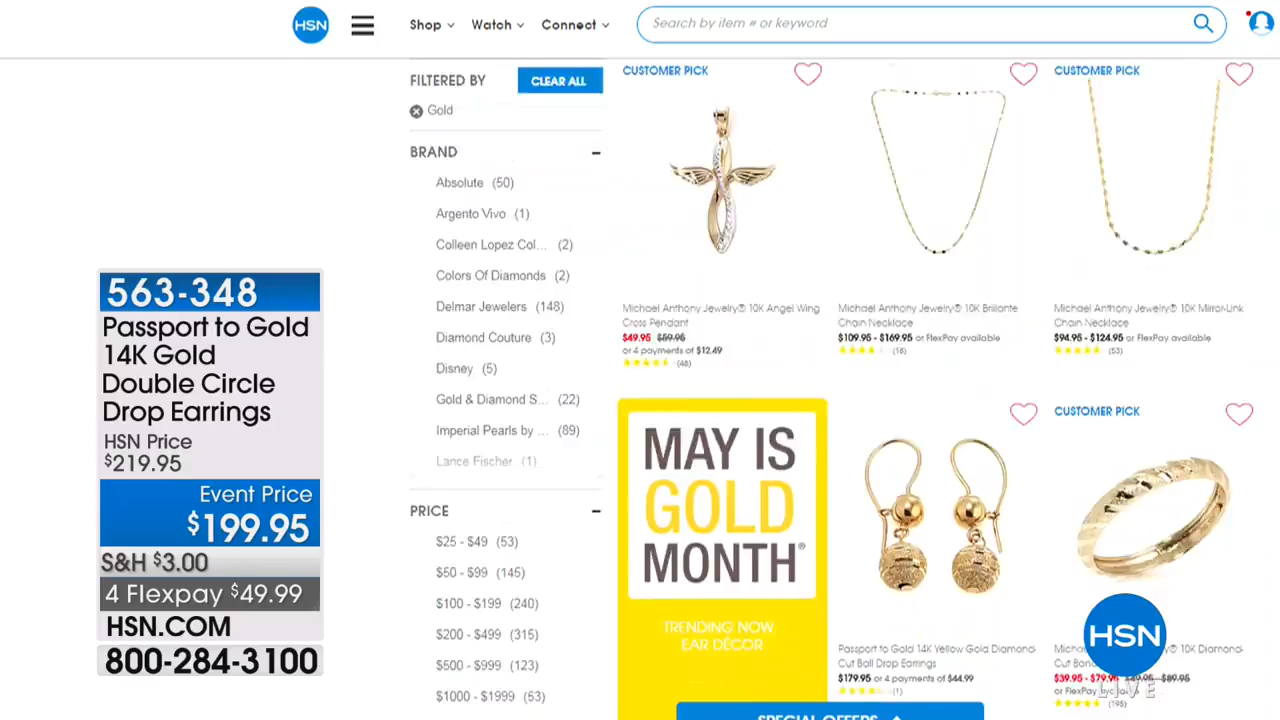 HSN
Shop
Watch
Connect
Search by item # or keyword
FILTERED BY
CLEAR ALL
Gold
BRAND
Absolute (50)
Argento Vivo (1)
Colleen Lopez Col... (2)
Colors Of Diamonds (2)
Delmar Jewelers (148)
Diamond Couture (3)
Disney (5)
Gold & Diamond S... (22)
Imperial Pearls by ... (89)
Lance Fischer (1)
PRICE
$25 - $49 (53)
$50 - $99 (145)
$100 - $199 (240)
$200 - $499 (315)
$500 - $999 (123)
$1000 - $1999 (53)
CUSTOMER PICK
Michael Anthony Jewelry® 10K Angel Wing
Cross Pendant
$49.95 $59.95
or 4 payments of $12.49
(48)
Michael Anthony Jewelry® 10K Brillante
Chain Necklace
$109.95 - $169.95 or FlexPay available
(16)
CUSTOMER PICK
Michael Anthony Jewelry® 10K Mirror-Link
Chain Necklace
$94.95 - $124.95 or FlexPay available
(53)
MAY IS
GOLD
MONTH®
TRENDING NOW
EAR DÉCOR
Passport to Gold 14K Yellow Gold Diamond-
Cut Ball Drop Earrings
$179.95 or 4 payments of $44.99
(1)
CUSTOMER PICK
10K Diamond-
$39.95 - $79.95 - $89.95
or FlexPay
(195)
SPECIAL OFFERS
563-348
Passport to Gold
14K Gold
Double Circle
Drop Earrings
HSN Price
$219.95
Event Price
$199.95
S&H $3.00
4 Flexpay $49.99
HSN.COM
800-284-3100
HSN
LIVE